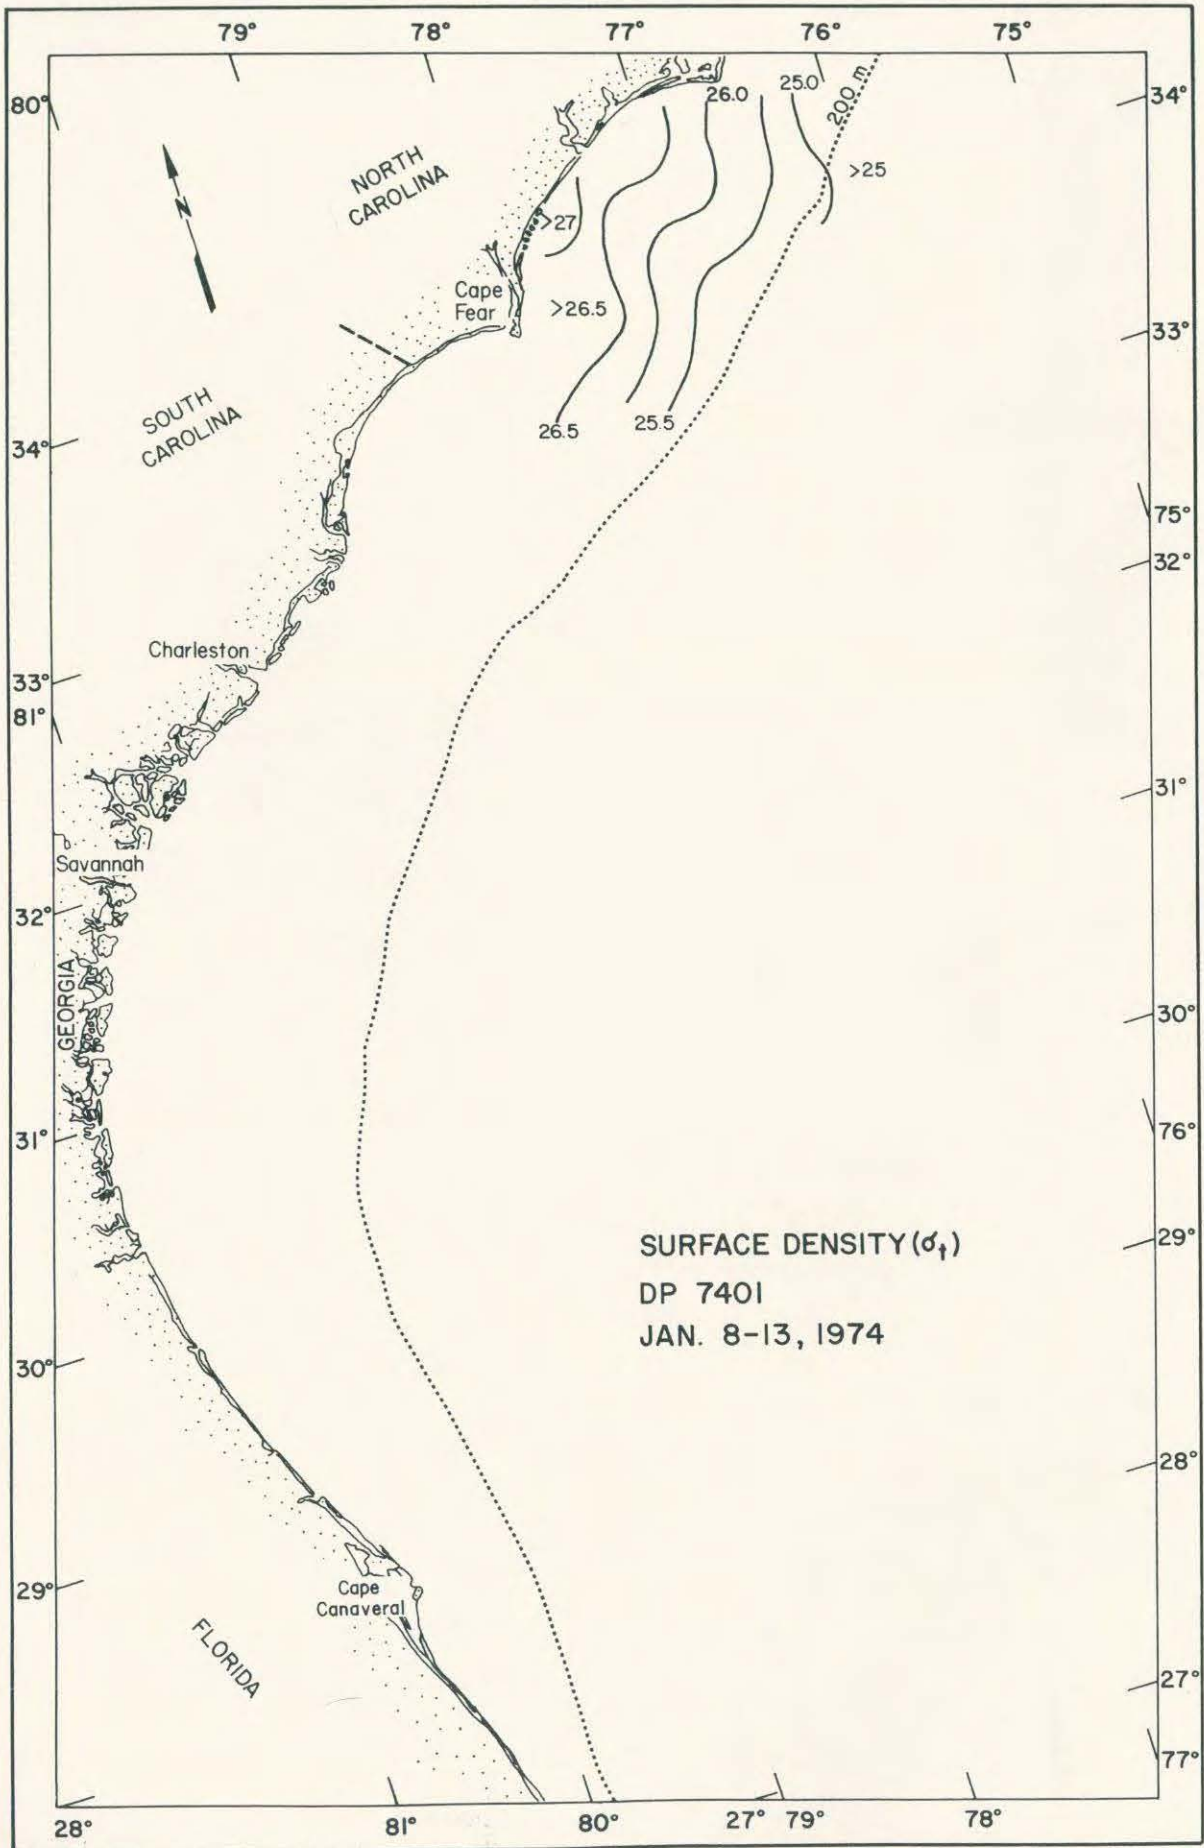 79° 78° 77° 76° 75°
80°
34°
26.0 25.0
200 m
>25
N
NORTH
CAROLINA
>27
Cape
Fear
>26.5
33°
SOUTH
CAROLINA
26.5 25.5
34°
75°
32°
Charleston
33°
81°
31°
Savannah
32°
GEORGIA
30°
31°
76°
29°
SURFACE DENSITY (σt)
DP 7401
JAN. 8-13, 1974
30°
28°
29°
Cape
Canaveral
FLORIDA
27°
77°
28° 81° 80° 27° 79° 78°